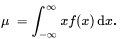 μ = ∫_{-∞}^{∞} x f(x) dx.